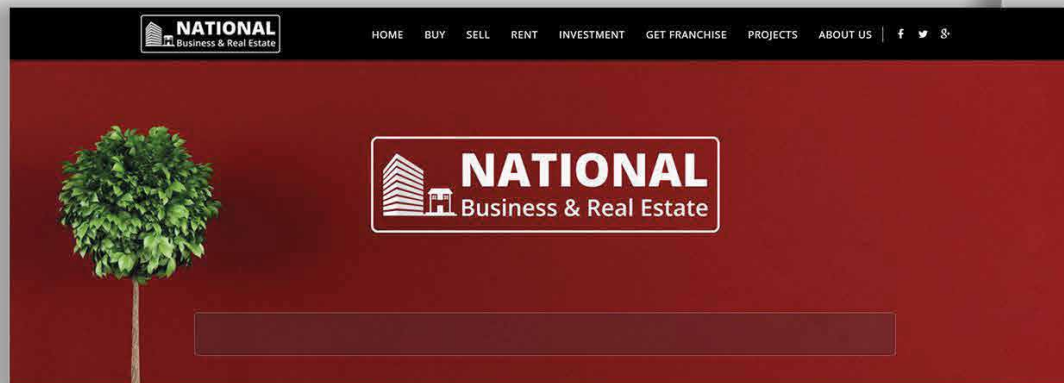 NATIONAL
Business & Real Estate
HOME BUY SELL RENT INVESTMENT GET FRANCHISE PROJECTS ABOUT US
NATIONAL
Business & Real Estate